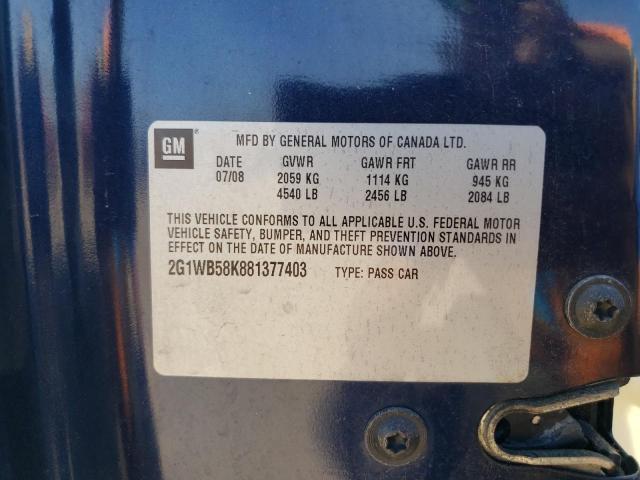 GM MFD BY GENERAL MOTORS OF CANADA LTD.
DATE GVWR GAWR FRT GAWR RR
07/08 2059 KG 1114 KG 945 KG
4540 LB 2456 LB 2084 LB
THIS VEHICLE CONFORMS TO ALL APPLICABLE U.S. FEDERAL MOTOR
VEHICLE SAFETY, BUMPER, AND THEFT PREVENTION STANDARDS IN
EFFECT ON THE DATE OF MANUFACTURE SHOWN ABOVE.
2G1WB58K881377403 TYPE: PASS CAR